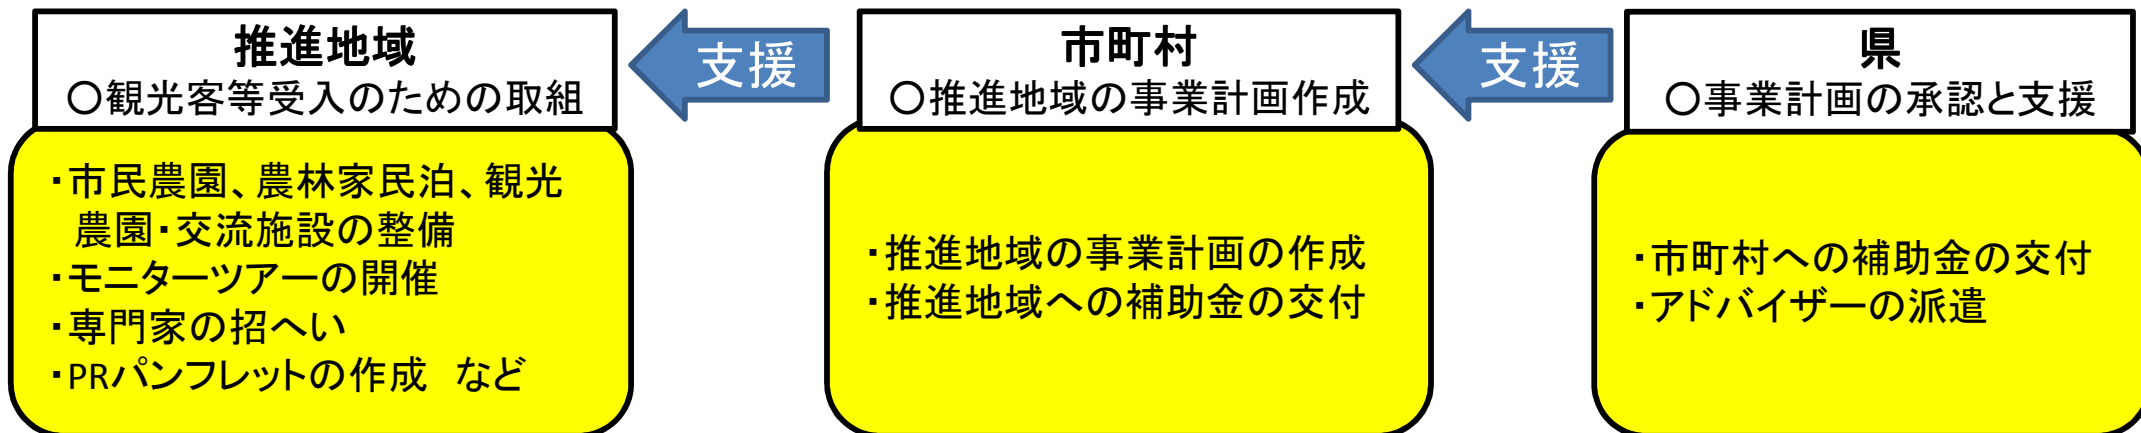 推進地域
○観光客等受入のための取組
・市民農園、農林家民泊、観光
農園・交流施設の整備
・モニターツアーの開催
・専門家の招へい
・PRパンフレットの作成　など
支援
市町村
○推進地域の事業計画作成
・推進地域の事業計画の作成
・推進地域への補助金の交付
支援
県
○事業計画の承認と支援
・市町村への補助金の交付
・アドバイザーの派遣